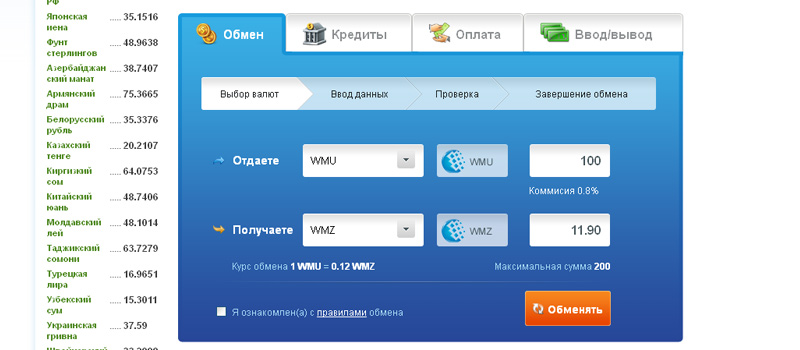 РФ
Японская ..... 35.1516
иена
Фунт ..... 48.9638
стерлингов
Азербайджан ..... 38.7407
ский манат
Армянский ..... 75.3665
драм
Белорусский ..... 35.3376
рубль
Казахский ..... 20.2107
тенге
Киргизкий ..... 64.0753
сом
Китайский ..... 48.7406
юань
Молдавский ..... 48.1014
лей
Таджикский ..... 63.7279
сомони
Турецкая ..... 16.9651
лира
Узбекский ..... 15.3011
сум
Украинская ..... 37.59
гривна
Обмен
Кредиты
Оплата
Ввод/вывод
Выбор валют
Ввод данных
Проверка
Завершение обмена
Отдаете WMU WMU 100
Коммисия 0.8%
Получаете WMZ WMZ 11.90
Курс обмена 1 WMU = 0.12 WMZ
Максимальная сумма 200
Я ознакомлен(а) с правилами обмена
Обменять